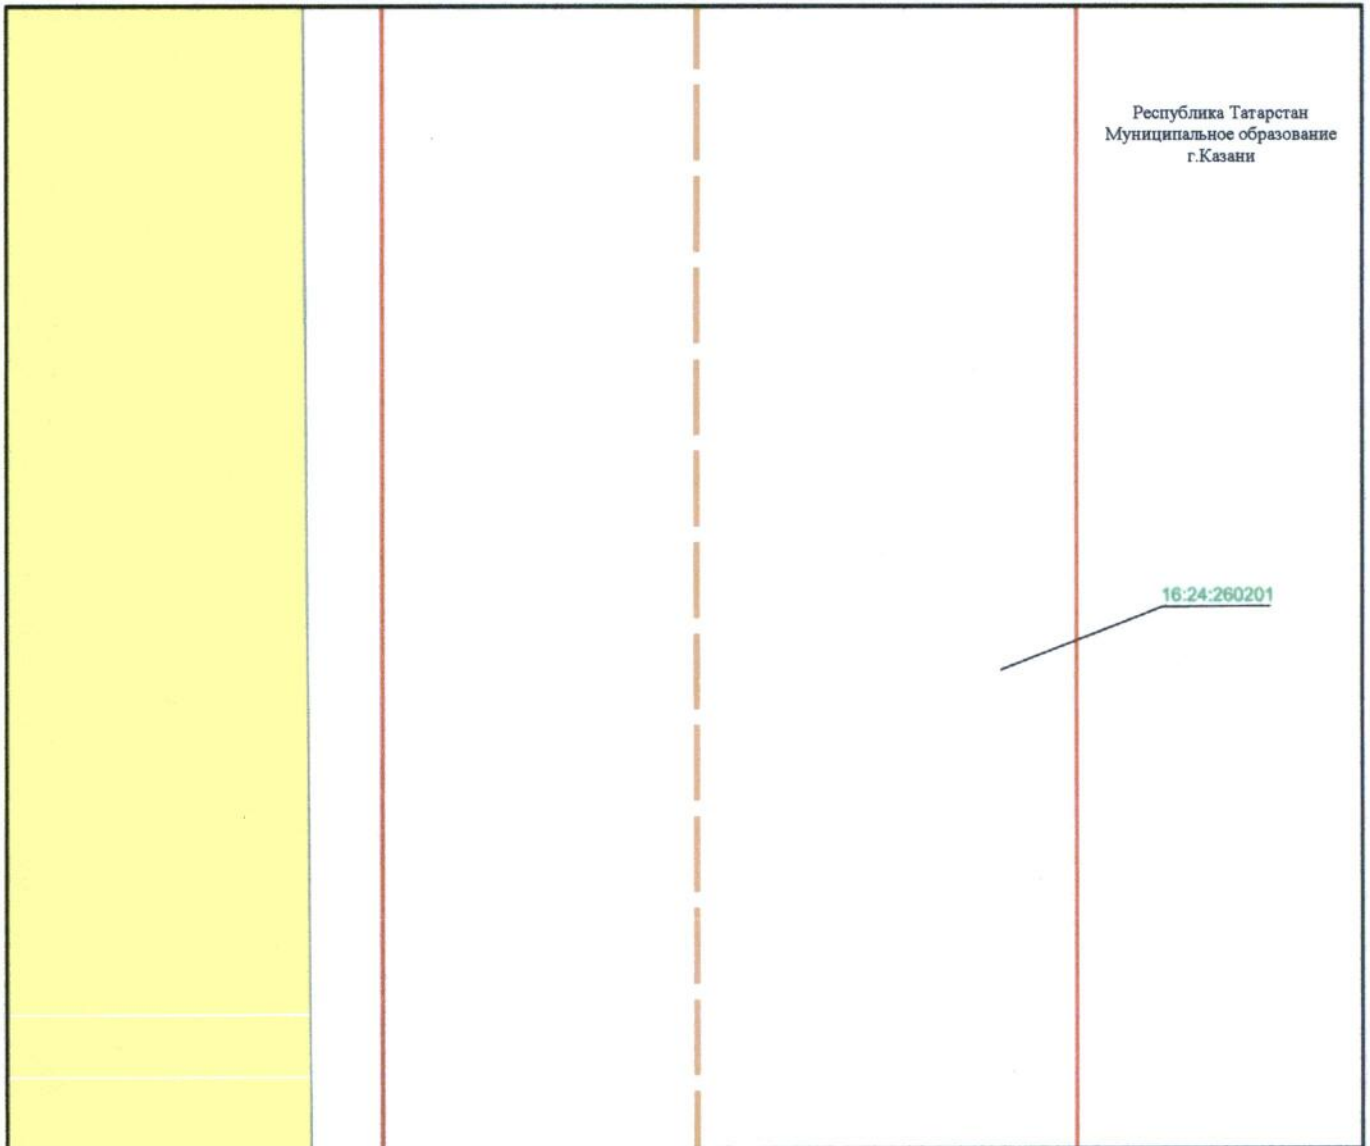 Республика Татарстан
Муниципальное образование
г.Казани
16:24:260201